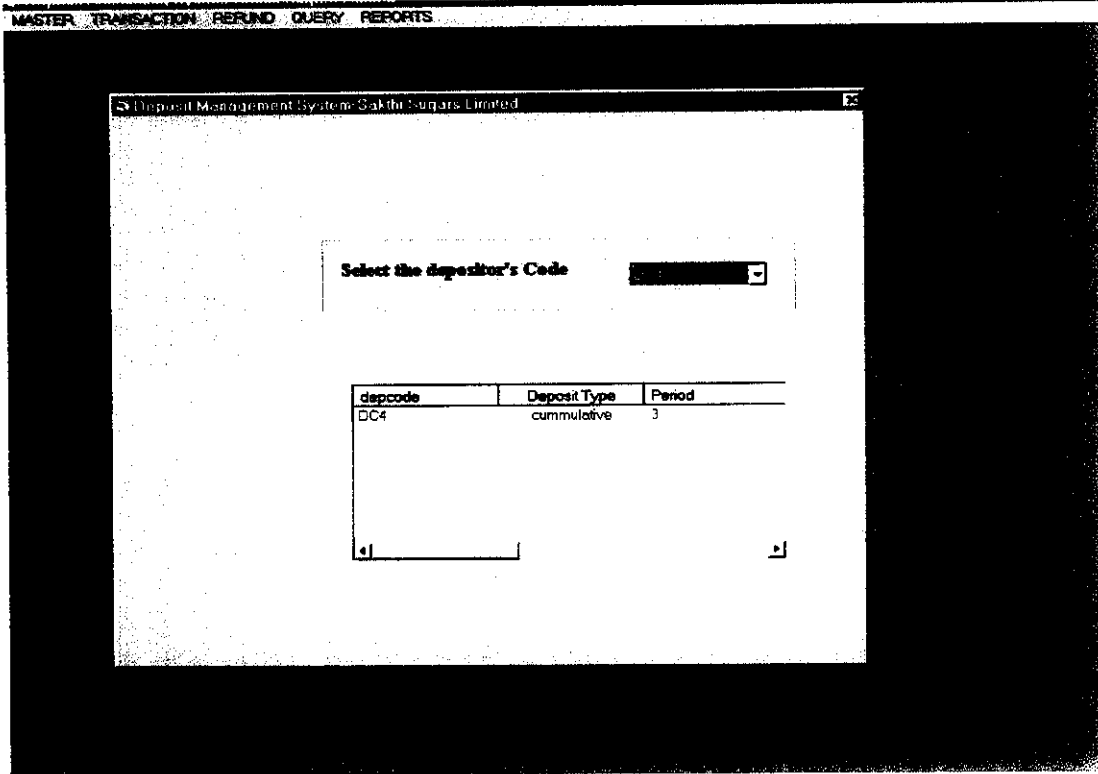 MASTER TRANSACTION REFUND QUERY REPORTS
Deposit Management System-Sakthi Sugars Limited
Select the depositor's Code
depcode Deposit Type Period
DC4 cummulative 3